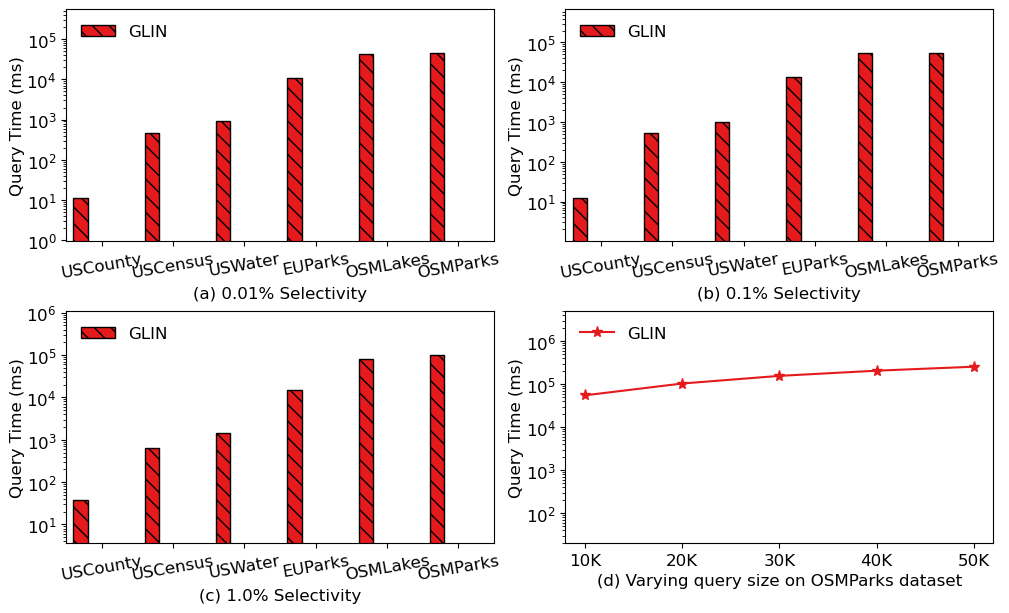 GLIN
Query Time (ms)
10^5
10^4
10^3
10^2
10^1
10^0
USCounty USCensus USWater EUParks OSMLakes OSMParks
(a) 0.01% Selectivity
GLIN
Query Time (ms)
10^5
10^4
10^3
10^2
10^1
USCounty USCensus USWater EUParks OSMLakes OSMParks
(b) 0.1% Selectivity
GLIN
Query Time (ms)
10^6
10^5
10^4
10^3
10^2
10^1
USCounty USCensus USWater EUParks OSMLakes OSMParks
(c) 1.0% Selectivity
GLIN
Query Time (ms)
10^6
10^5
10^4
10^3
10^2
10K 20K 30K 40K 50K
(d) Varying query size on OSMParks dataset